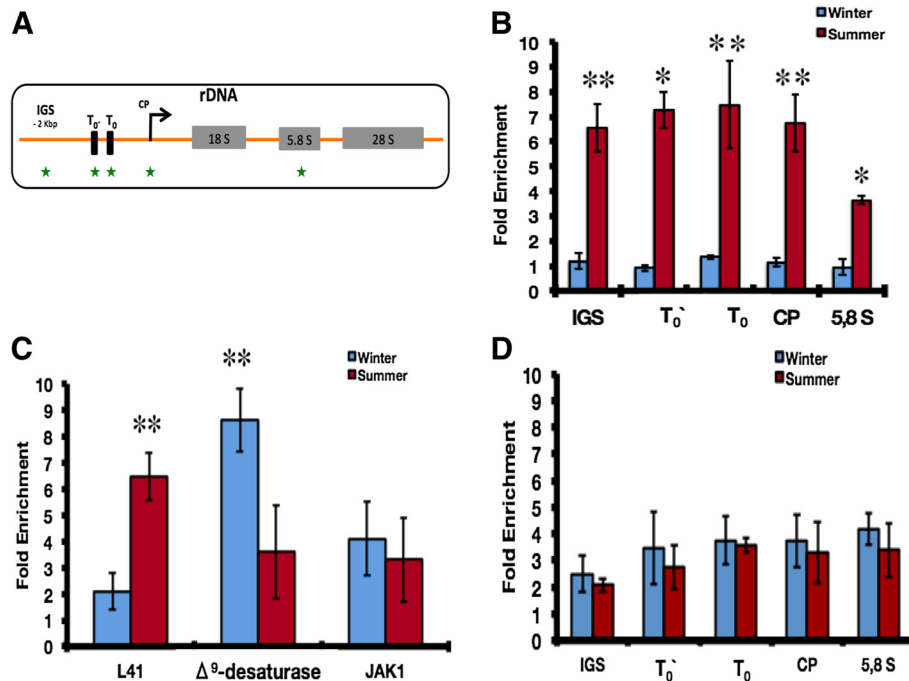 A
rDNA
IGS
- 2 Kbp
T₀'
T₀
CP
18 S
5.8 S
28 S
B
Winter
Summer
**
*
**
**
*
Fold Enrichment
10
9
8
7
6
5
4
3
2
1
0
IGS
T₀`
T₀
CP
5,8 S
C
Winter
Summer
**
**
Fold Enrichment
10
9
8
7
6
5
4
3
2
1
0
L41
Δ⁹-desaturase
JAK1
D
Winter
Summer
Fold Enrichment
10
9
8
7
6
5
4
3
2
1
0
IGS
T₀`
T₀
CP
5,8 S